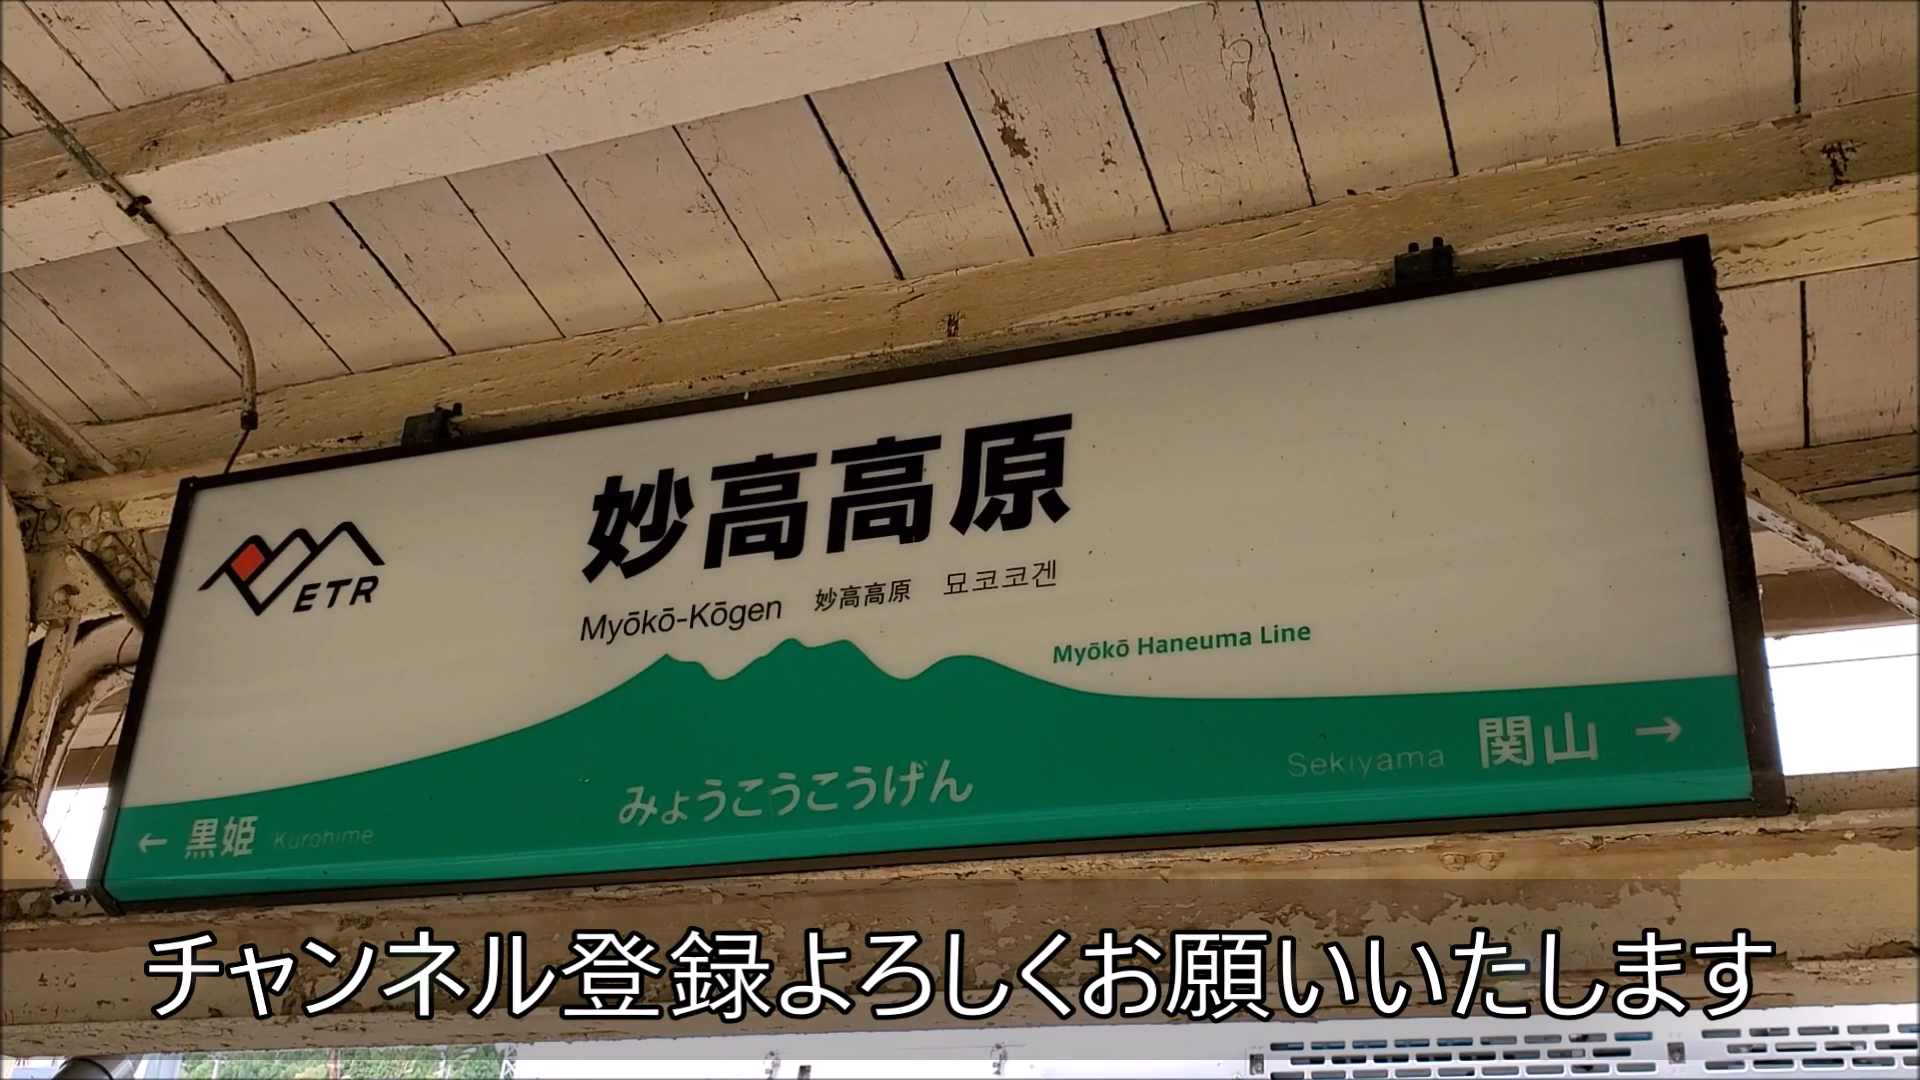 妙高高原
ETR
Myōkō-Kōgen 妙高高原 묘코코겐
Myōkō Haneuma Line
みょうこうこうげん
Sekiyama 関山 →
← 黒姫 Kurohime
チャンネル登録よろしくお願いいたします